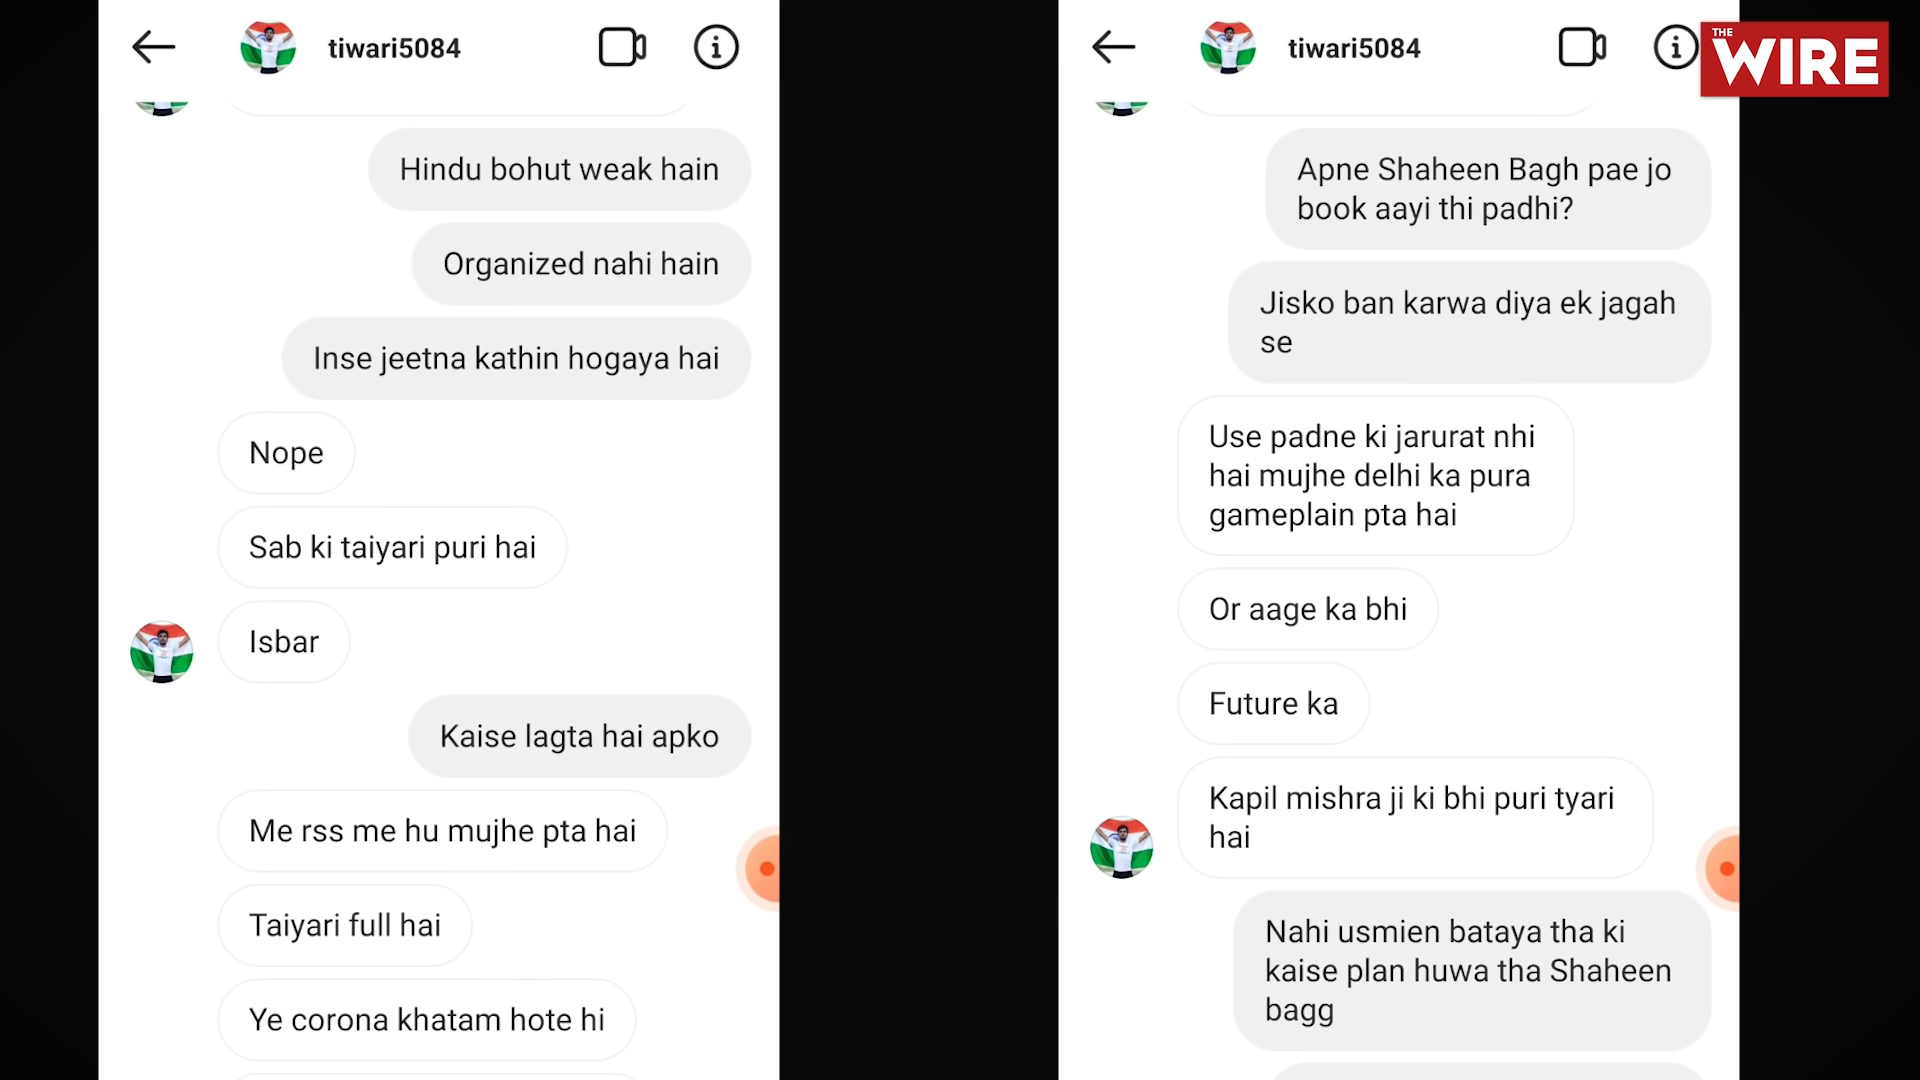 tiwari5084
Hindu bohut weak hain
Organized nahi hain
Inse jeetna kathin hogaya hai
Nope
Sab ki taiyari puri hai
Isbar
Kaise lagta hai apko
Me rss me hu mujhe pta hai
Taiyari full hai
Ye corona khatam hote hi
tiwari5084
THE WIRE
Apne Shaheen Bagh pae jo
book aayi thi padhi?
Jisko ban karwa diya ek jagah
se
Use padne ki jarurat nhi
hai mujhe delhi ka pura
gameplain pta hai
Or aage ka bhi
Future ka
Kapil mishra ji ki bhi puri tyari
hai
Nahi usmien bataya tha ki
kaise plan huwa tha Shaheen
bagg